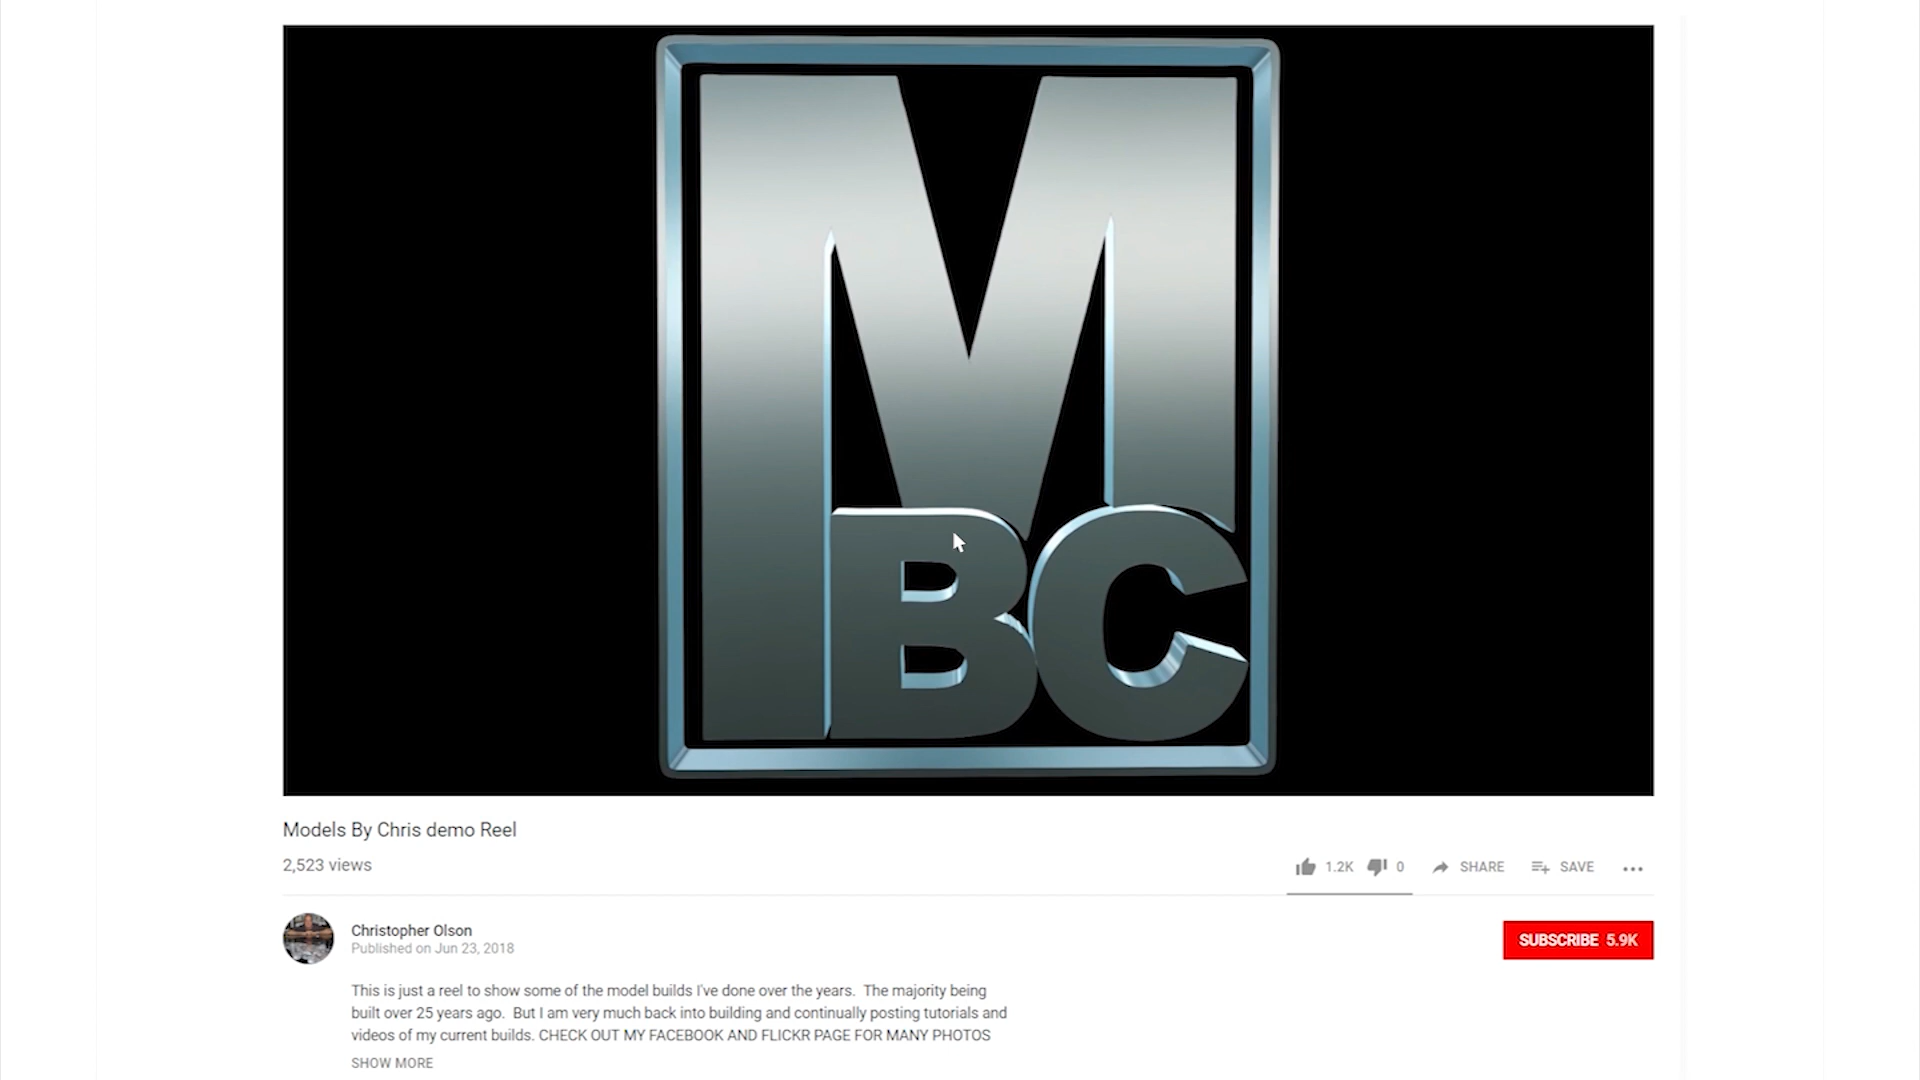 MBC
Models By Chris demo Reel
2,523 views
1.2K 0 SHARE SAVE
Christopher Olson
Published on Jun 23, 2018
SUBSCRIBE 5.9K
This is just a reel to show some of the model builds I've done over the years. The majority being
built over 25 years ago. But I am very much back into building and continually posting tutorials and
videos of my current builds. CHECK OUT MY FACEBOOK AND FLICKR PAGE FOR MANY PHOTOS
SHOW MORE